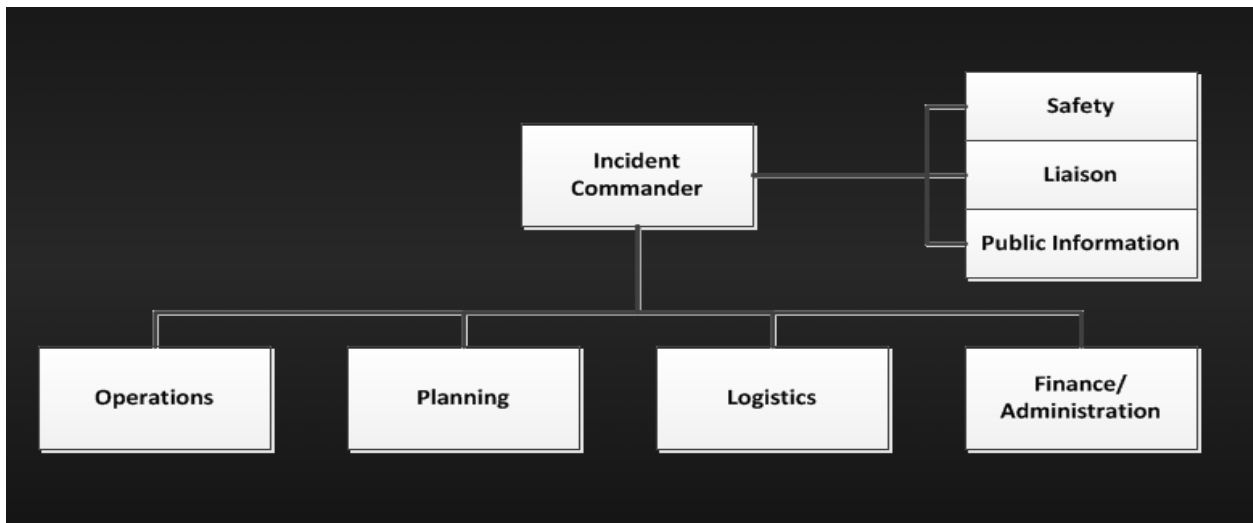 Safety
Incident
Commander
Liaison
Public Information
Operations
Planning
Logistics
Finance/
Administration